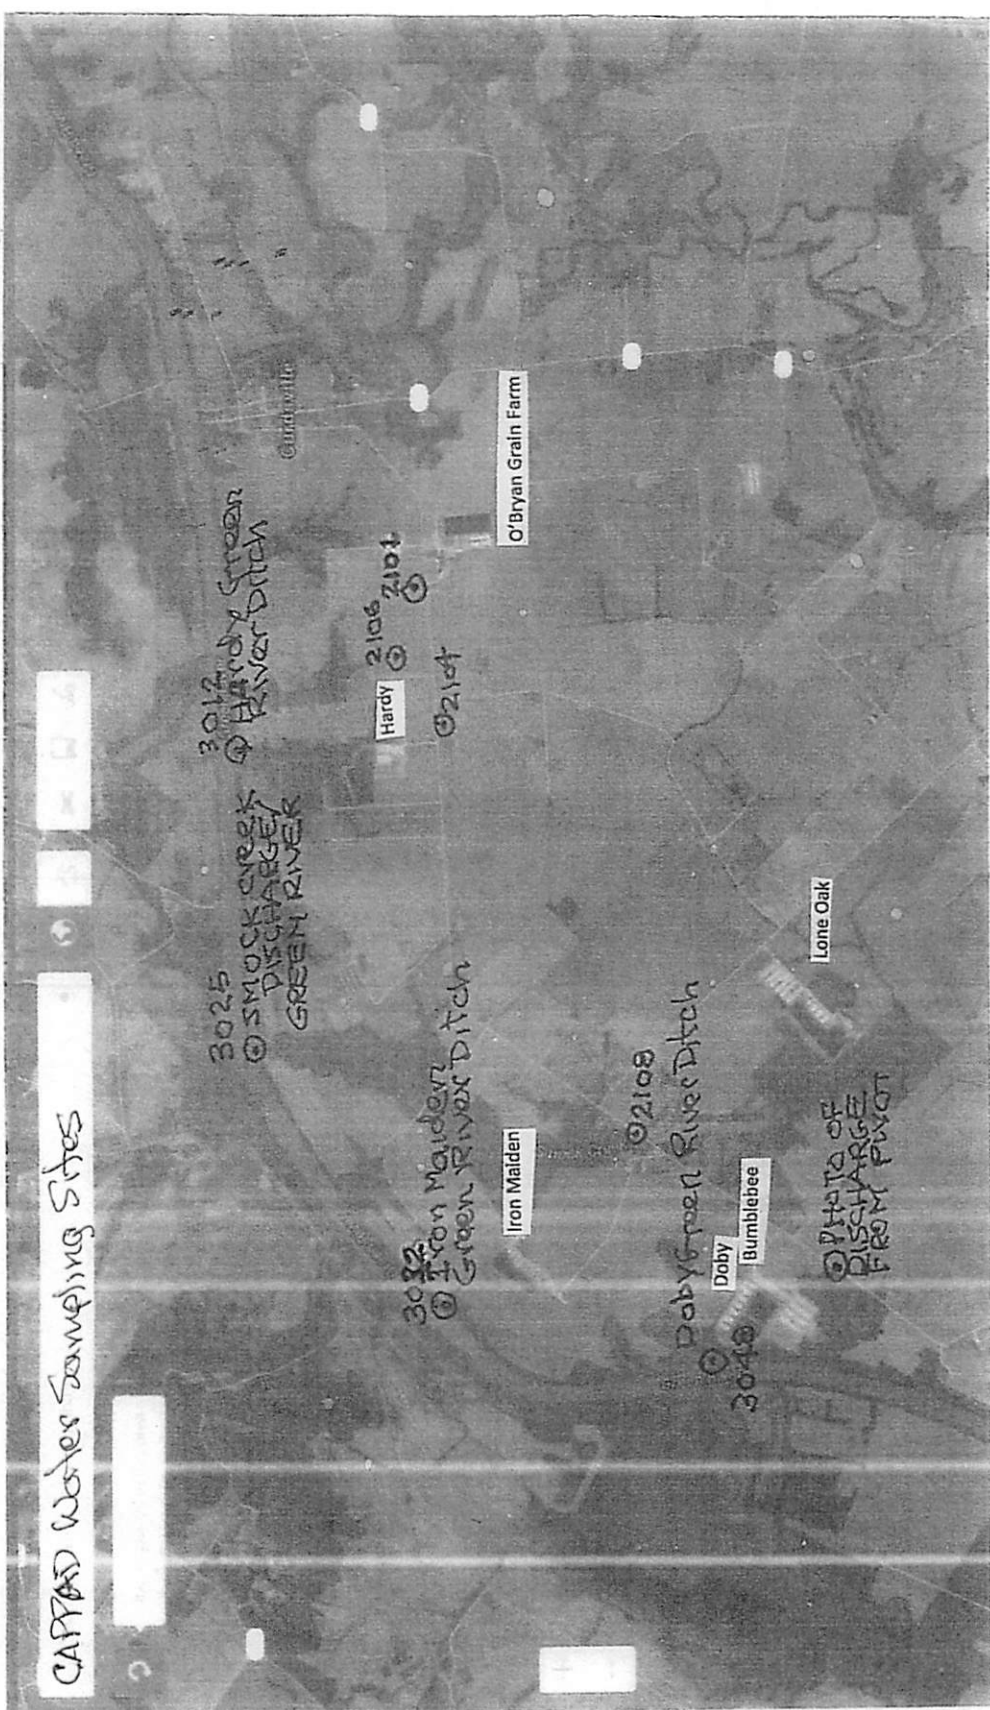 CAPPAD Water Sampling Sites
3025
SMOCK CREEK
DISCHARGE/
GREEN RIVER
3012
Hardy Green
River Ditch
2106
2101
Hardy
2104
O'Bryan Grain Farm
Iron Maiden
Green River Ditch
Iron Maiden
2108
Doby Green River Ditch
Doby
Bumblebee
3048
Lone Oak
PHOTO OF
DISCHARGE
FROM PIVOT